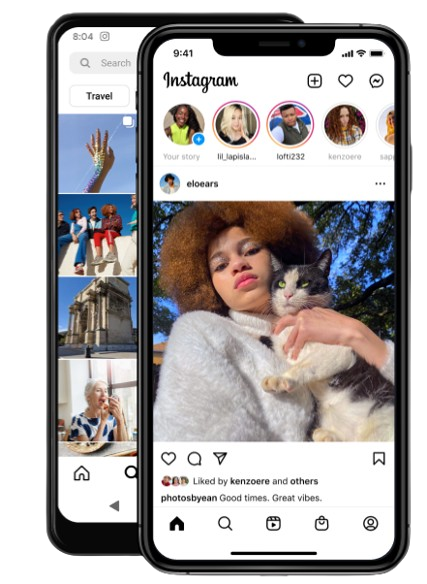 8:04
Search
Travel
9:41
Instagram
Your story
lil_lapisla...
lofti232
kenzoere
sapp
eloears
Liked by kenzoere and others
photosbyean Good times. Great vibes.